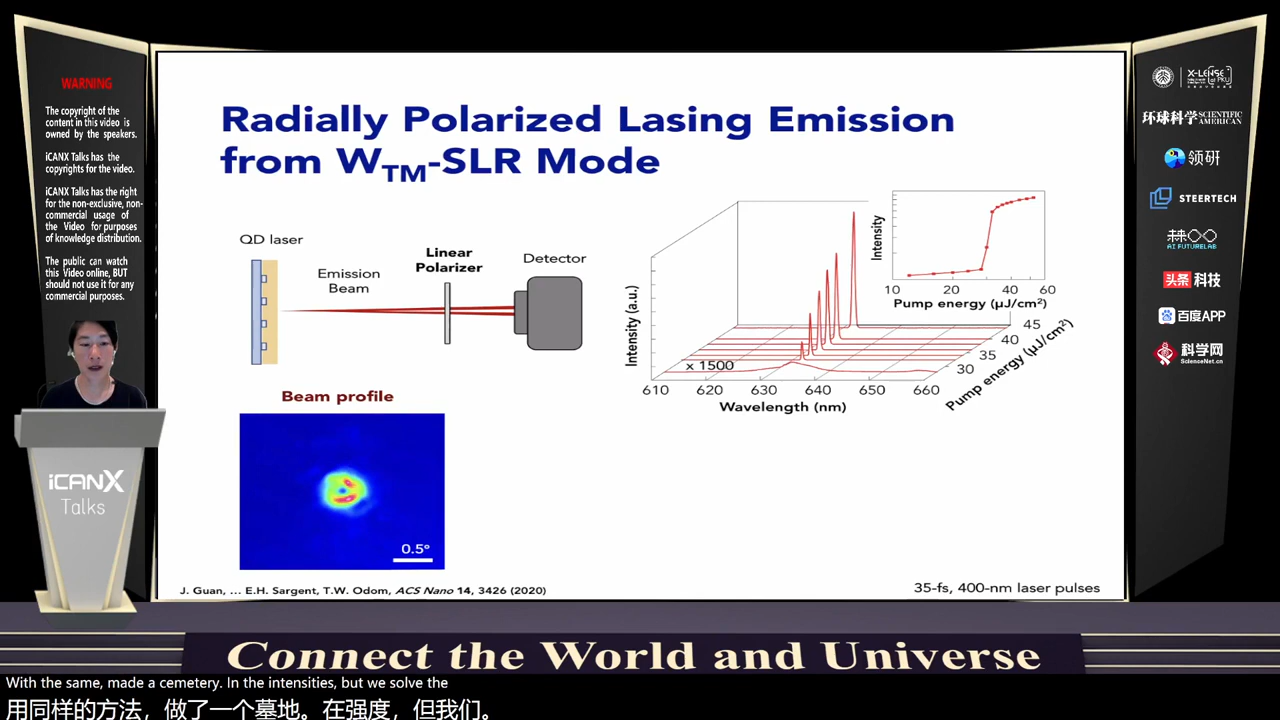 WARNING
The copyright of the
content in this video is
owned by the speakers.
iCANX Talks has the
copyrights for the video.
iCANX Talks has the right
for the non-exclusive, non-
commercial usage of
the Video for purposes
of knowledge distribution.
The public can watch
this Video online, BUT
should not use it for any
commercial purposes.
iCANX
Talks
Radially Polarized Lasing Emission
from WTM-SLR Mode
QD laser
Emission
Beam
Linear
Polarizer
Detector
Beam profile
0.5°
Intensity (a.u.)
x 1500
610 620 630 640 650 660
Wavelength (nm)
30 35 40 45
Pump energy (μJ/cm²)
Intensity
10 20 40 60
Pump energy (μJ/cm²)
J. Guan, ... E.H. Sargent, T.W. Odom, ACS Nano 14, 3426 (2020)
35-fs, 400-nm laser pulses
X-LENSE
at PKU
环球科学 SCIENTIFIC AMERICAN
领研
STEERTECH
AI FUTURELAB
头条 科技
百度APP
科学网
ScienceNet.cn
Connect the World and Universe
With the same, made a cemetery. In the intensities, but we solve the
用同样的方法，做了一个墓地。在强度，但我们。